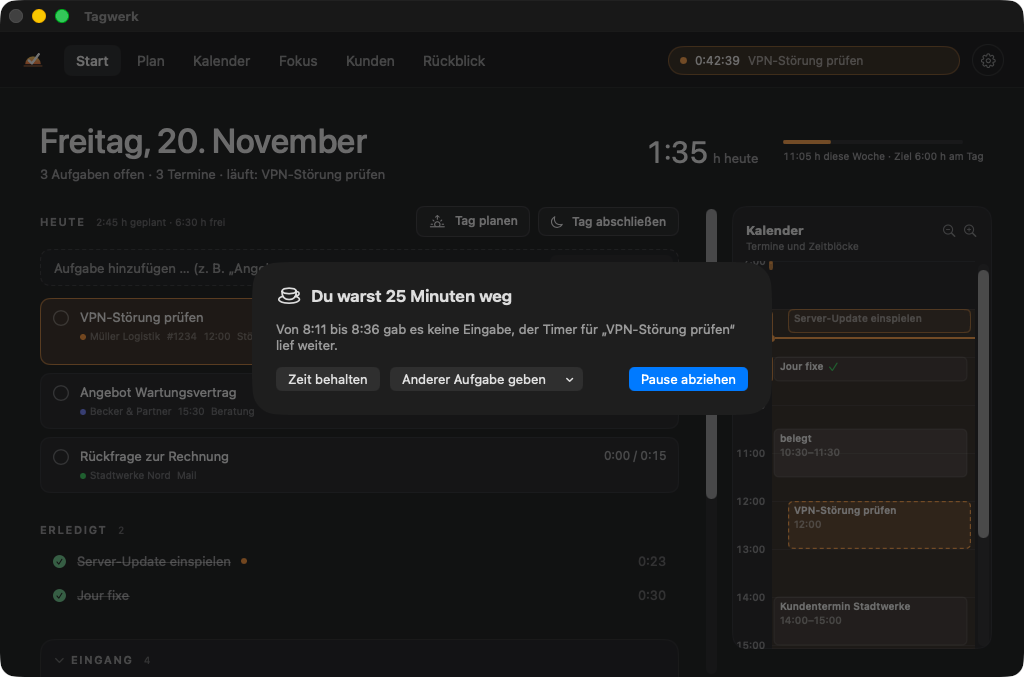 Tagwerk
Start
Plan
Kalender
Fokus
Kunden
Rückblick
0:42:39 VPN-Störung prüfen
Freitag, 20. November
3 Aufgaben offen · 3 Termine · läuft: VPN-Störung prüfen
1:35 h heute
11:05 h diese Woche · Ziel 6:00 h am Tag
HEUTE 2:45 h geplant · 6:30 h frei
Tag planen
Tag abschließen
Aufgabe hinzufügen ... (z. B. „Ange
VPN-Störung prüfen
Müller Logistik #1234 12:00 Stö
Angebot Wartungsvertrag
Becker & Partner 15:30 Beratung
Rückfrage zur Rechnung
0:00 / 0:15
Stadtwerke Nord Mail
ERLEDIGT 2
Server-Update einspielen
0:23
Jour fixe
0:30
EINGANG 4
Du warst 25 Minuten weg
Von 8:11 bis 8:36 gab es keine Eingabe, der Timer für „VPN-Störung prüfen“
lief weiter.
Zeit behalten
Anderer Aufgabe geben
Pause abziehen
Kalender
Termine und Zeitblöcke
Server-Update einspielen
Jour fixe
belegt
10:30–11:30
11:00
12:00
VPN-Störung prüfen
12:00
13:00
14:00
Kundentermin Stadtwerke
14:00–15:00
15:00